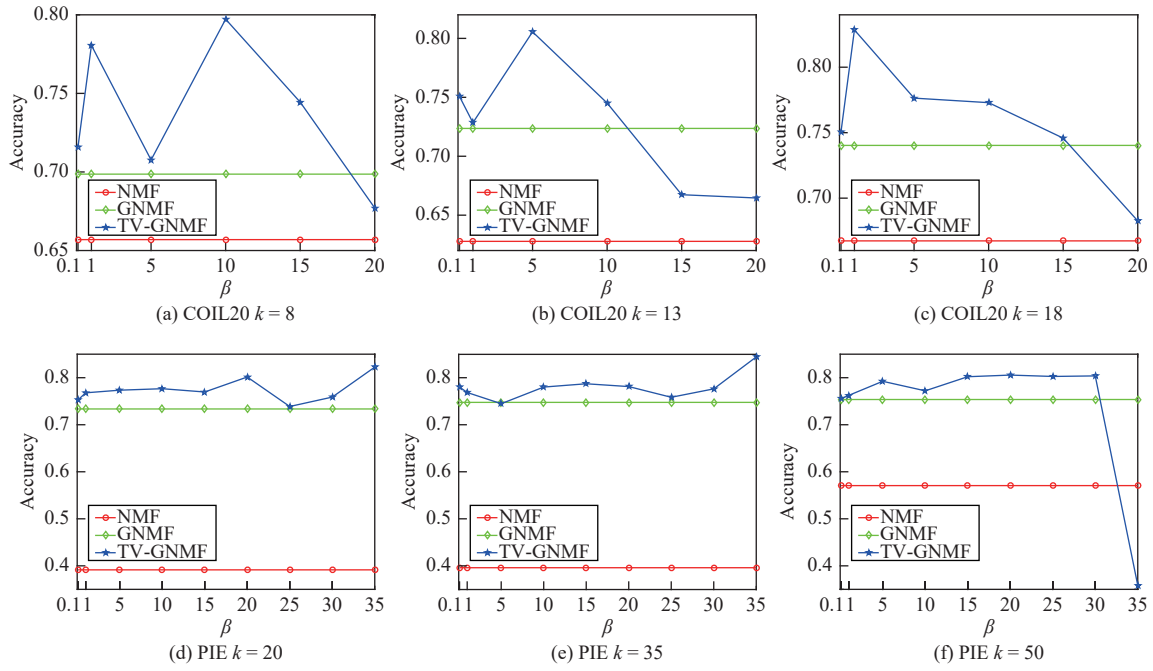 0.80
0.75
0.70
0.65
Accuracy
NMF
GNMF
TV-GNMF
0.1 1 5 10 15 20
β
(a) COIL20 k = 8
0.80
0.75
0.70
0.65
Accuracy
NMF
GNMF
TV-GNMF
0.1 1 5 10 15 20
β
(b) COIL20 k = 13
0.80
0.75
0.70
Accuracy
NMF
GNMF
TV-GNMF
0.1 1 5 10 15 20
β
(c) COIL20 k = 18
0.8
0.7
0.6
0.5
0.4
Accuracy
NMF
GNMF
TV-GNMF
0.1 1 5 10 15 20 25 30 35
β
(d) PIE k = 20
0.8
0.7
0.6
0.5
0.4
Accuracy
NMF
GNMF
TV-GNMF
0.1 1 5 10 15 20 25 30 35
β
(e) PIE k = 35
0.8
0.7
0.6
0.5
0.4
Accuracy
NMF
GNMF
TV-GNMF
0.1 1 5 10 15 20 25 30 35
β
(f) PIE k = 50